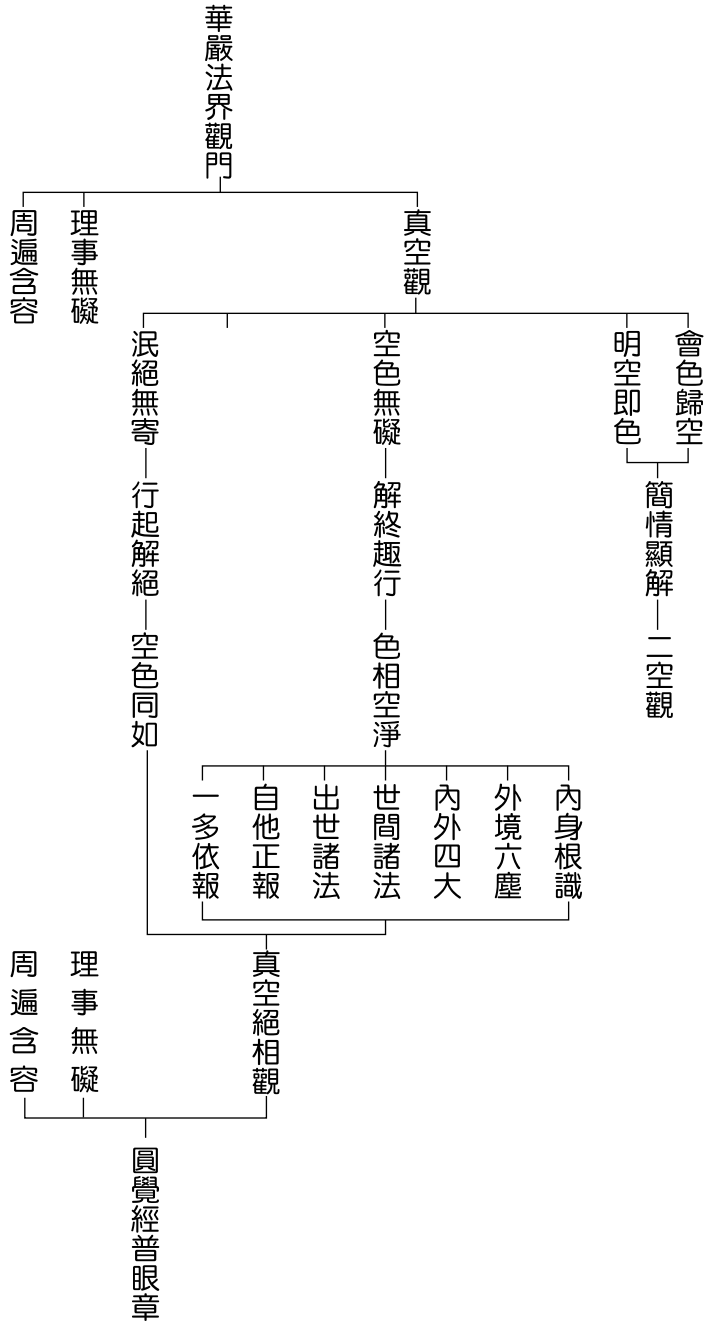 華嚴法界觀門
真空觀
理事無礙
周遍含容
會色歸空
明空即色
空色無礙
泯絕無寄
簡情顯解
解終趣行
行起解絕
二空觀
色相空淨
空色同如
內身根識
外境六塵
內外四大
世間諸法
出世諸法
自他正報
一多依報
真空絕相觀
理事無礙
周遍含容
圓覺經普眼章